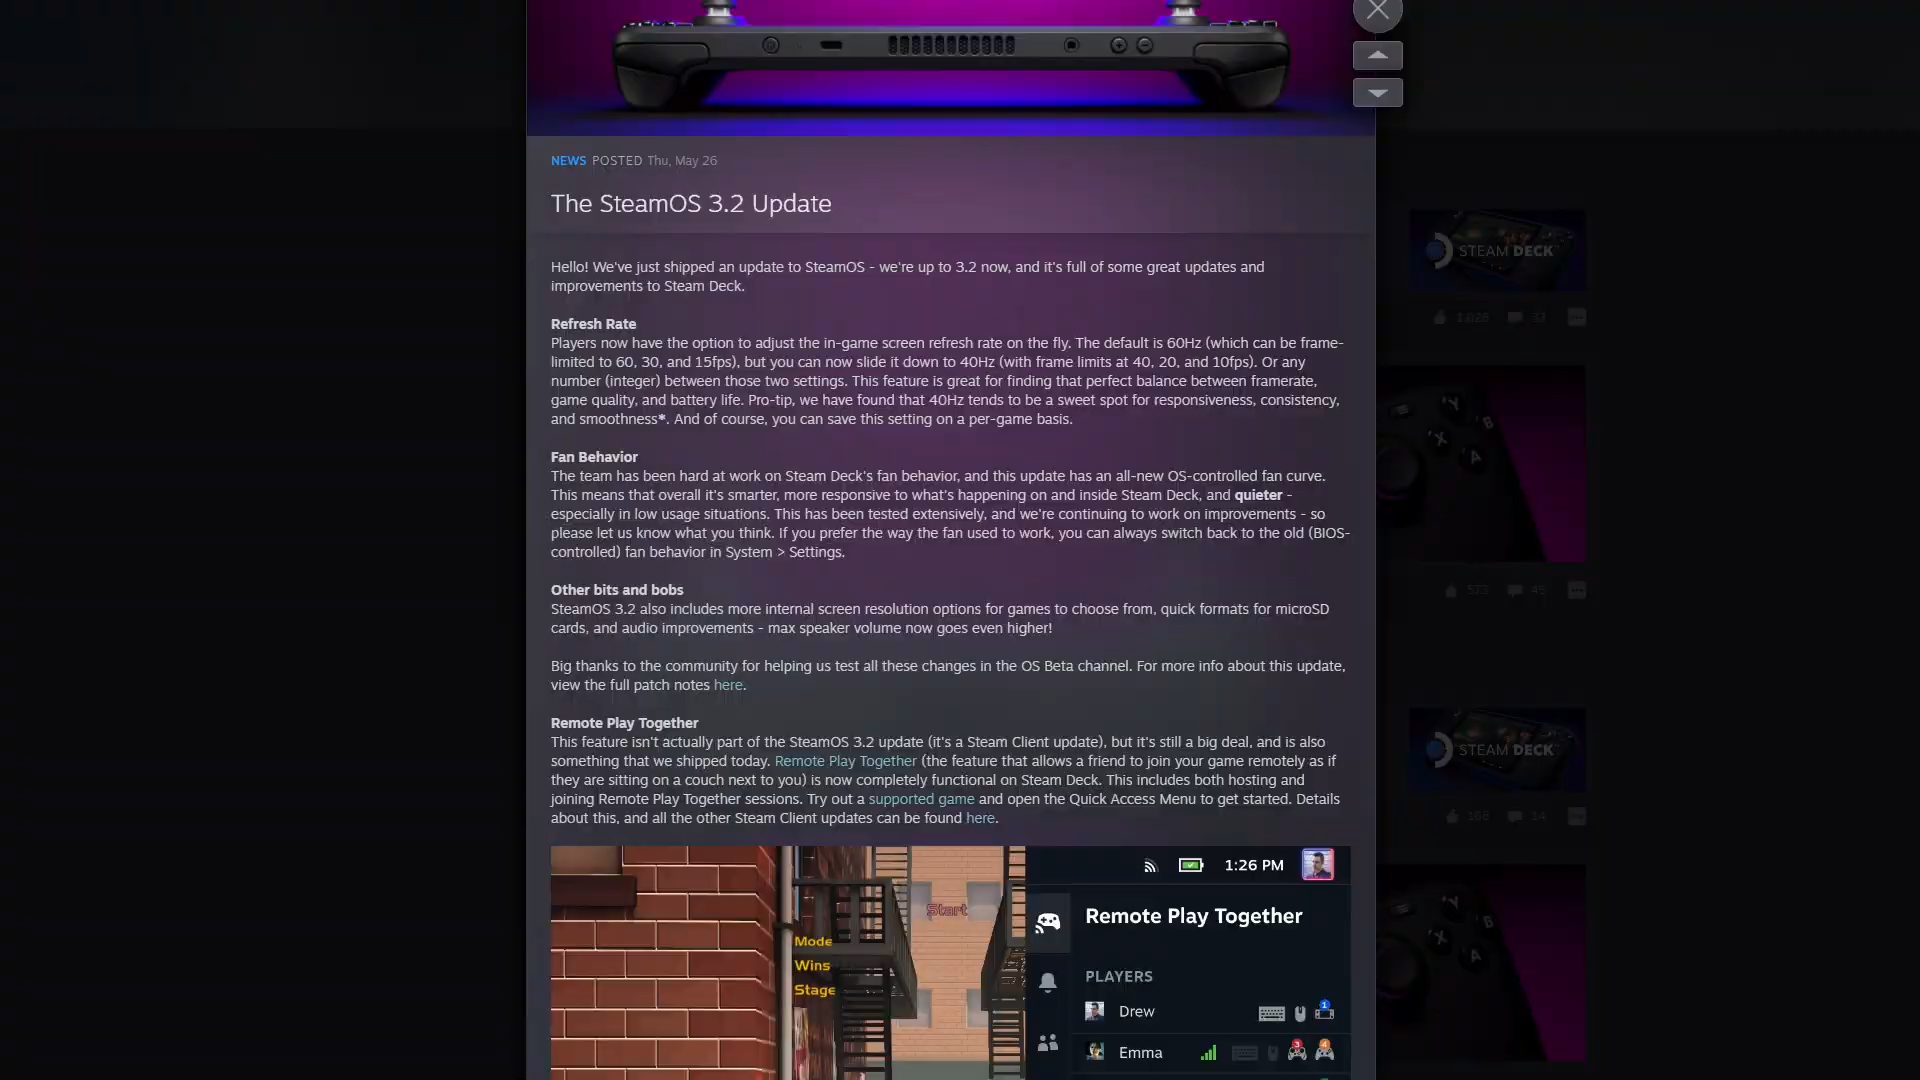 NEWS POSTED Thu, May 26
The SteamOS 3.2 Update
Hello! We've just shipped an update to SteamOS - we're up to 3.2 now, and it's full of some great updates and
improvements to Steam Deck.
Refresh Rate
Players now have the option to adjust the in-game screen refresh rate on the fly. The default is 60Hz (which can be frame-
limited to 60, 30, and 15fps), but you can now slide it down to 40Hz (with frame limits at 40, 20, and 10fps). Or any
number (integer) between those two settings. This feature is great for finding that perfect balance between framerate,
game quality, and battery life. Pro-tip, we have found that 40Hz tends to be a sweet spot for responsiveness, consistency,
and smoothness*. And of course, you can save this setting on a per-game basis.
Fan Behavior
The team has been hard at work on Steam Deck's fan behavior, and this update has an all-new OS-controlled fan curve.
This means that overall it's smarter, more responsive to what's happening on and inside Steam Deck, and quieter -
especially in low usage situations. This has been tested extensively, and we're continuing to work on improvements - so
please let us know what you think. If you prefer the way the fan used to work, you can always switch back to the old (BIOS-
controlled) fan behavior in System > Settings.
Other bits and bobs
SteamOS 3.2 also includes more internal screen resolution options for games to choose from, quick formats for microSD
cards, and audio improvements - max speaker volume now goes even higher!
Big thanks to the community for helping us test all these changes in the OS Beta channel. For more info about this update,
view the full patch notes here.
Remote Play Together
This feature isn't actually part of the SteamOS 3.2 update (it's a Steam Client update), but it's still a big deal, and is also
something that we shipped today. Remote Play Together (the feature that allows a friend to join your game remotely as if
they are sitting on a couch next to you) is now completely functional on Steam Deck. This includes both hosting and
joining Remote Play Together sessions. Try out a supported game and open the Quick Access Menu to get started. Details
about this, and all the other Steam Client updates can be found here.
Start
Mode
Wins
Stage
1:26 PM
Remote Play Together
PLAYERS
Drew
1
Emma
3
4
STEAM DECK
1,028 33
Y
B
X
A
573 45
STEAM DECK
168 14
Y
B
X
A